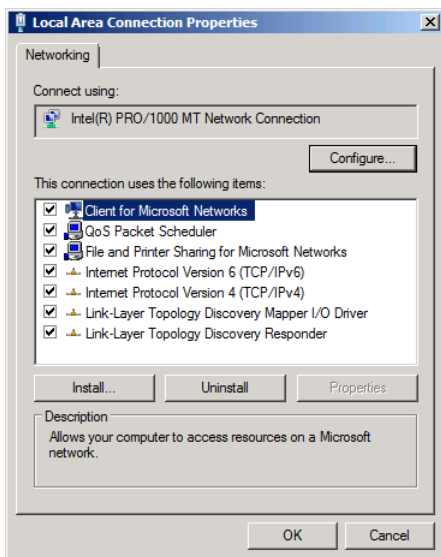 Local Area Connection Properties
Networking
Connect using:
Intel(R) PRO/1000 MT Network Connection
Configure...
This connection uses the following items:
Client for Microsoft Networks
QoS Packet Scheduler
File and Printer Sharing for Microsoft Networks
Internet Protocol Version 6 (TCP/IPv6)
Internet Protocol Version 4 (TCP/IPv4)
Link-Layer Topology Discovery Mapper I/O Driver
Link-Layer Topology Discovery Responder
Install... Uninstall Properties
Description
Allows your computer to access resources on a Microsoft
network.
OK Cancel